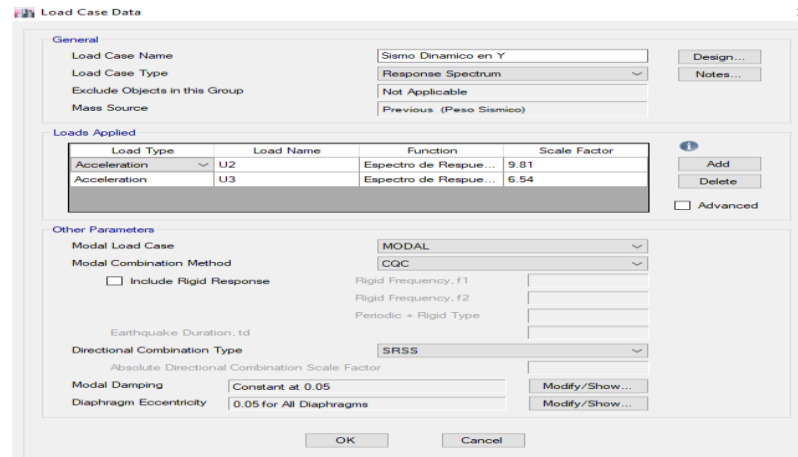 Load Case Data
General
Load Case Name Sismo Dinamico en Y Design...
Load Case Type Response Spectrum Notes...
Exclude Objects in this Group Not Applicable
Mass Source Previous (Peso Sismico)
Loads Applied
Load Type Load Name Function Scale Factor
Acceleration U2 Espectro de Respue... 9.81 Add
Acceleration U3 Espectro de Respue... 6.54 Delete
Advanced
Other Parameters
Modal Load Case MODAL
Modal Combination Method CQC
Include Rigid Response Rigid Frequency, f1
Rigid Frequency, f2
Periodic + Rigid Type
Earthquake Duration, td
Directional Combination Type SRSS
Absolute Directional Combination Scale Factor
Modal Damping Constant at 0.05 Modify/Show...
Diaphragm Eccentricity 0.05 for All Diaphragms Modify/Show...
OK Cancel